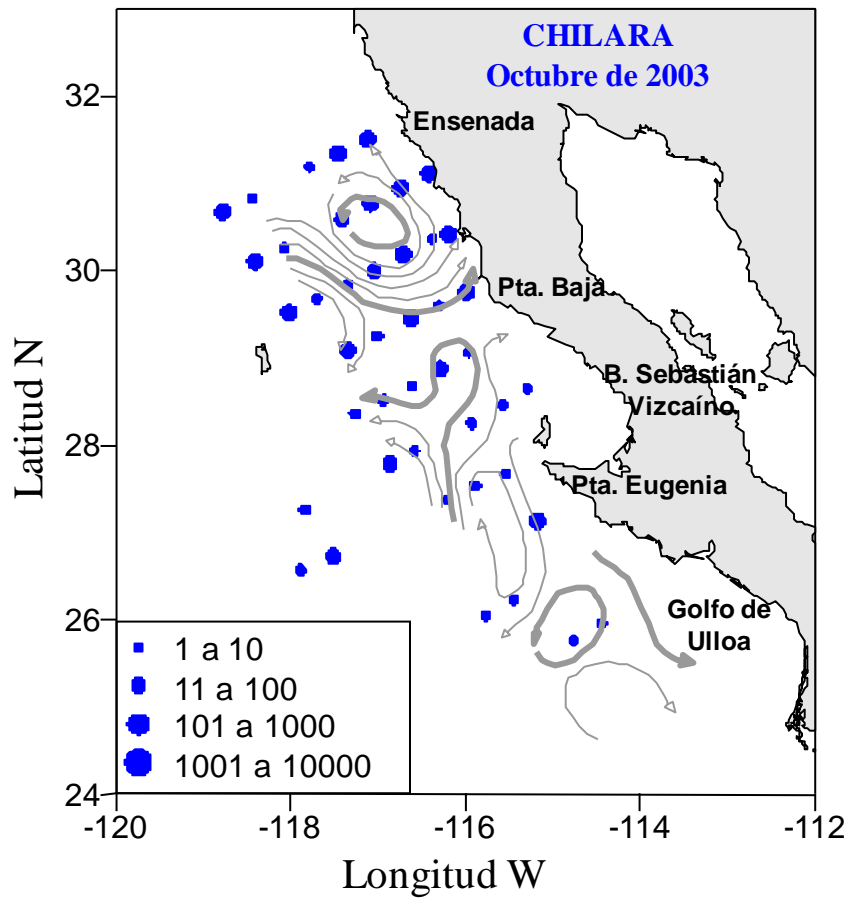 CHILARA
Octubre de 2003
32
Ensenada
30
Pta. Baja
B. Sebastián
Vizcaíno
28
Pta. Eugenia
26
Golfo de
Ulloa
1 a 10
11 a 100
101 a 1000
1001 a 10000
24
-120
-118
-116
-114
-112
Latitud N
Longitud W